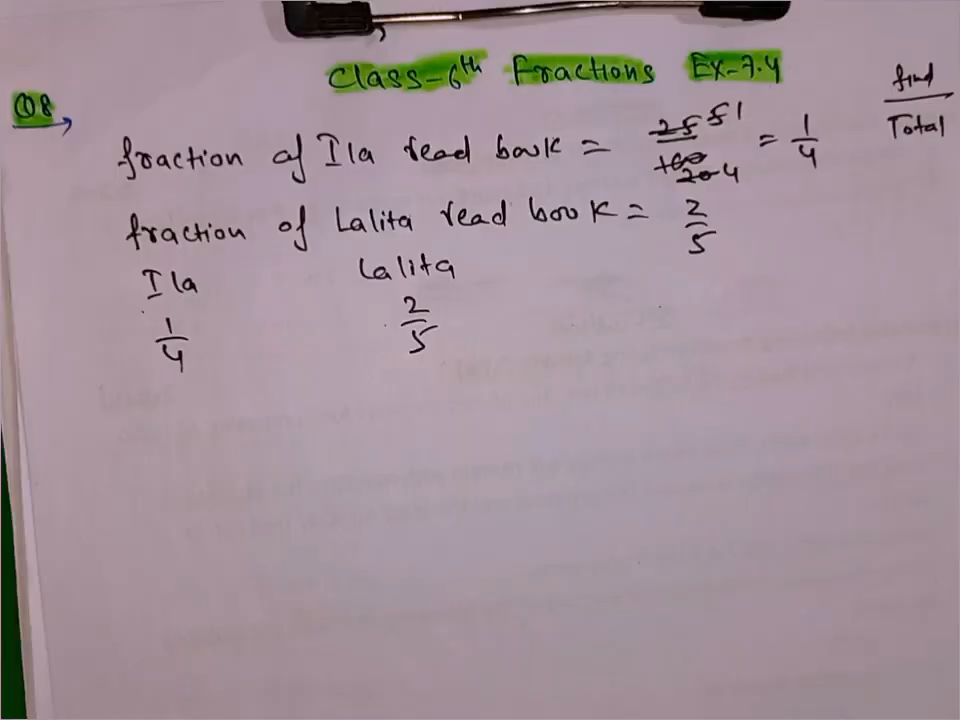 Class-6th Fractions Ex-7.4
find
Total
Q8
fraction of Ila read book = 25 5 1 / 100 20 4 = 1/4
fraction of Lalita read book = 2/5
Ila Lalita
1/4 2/5